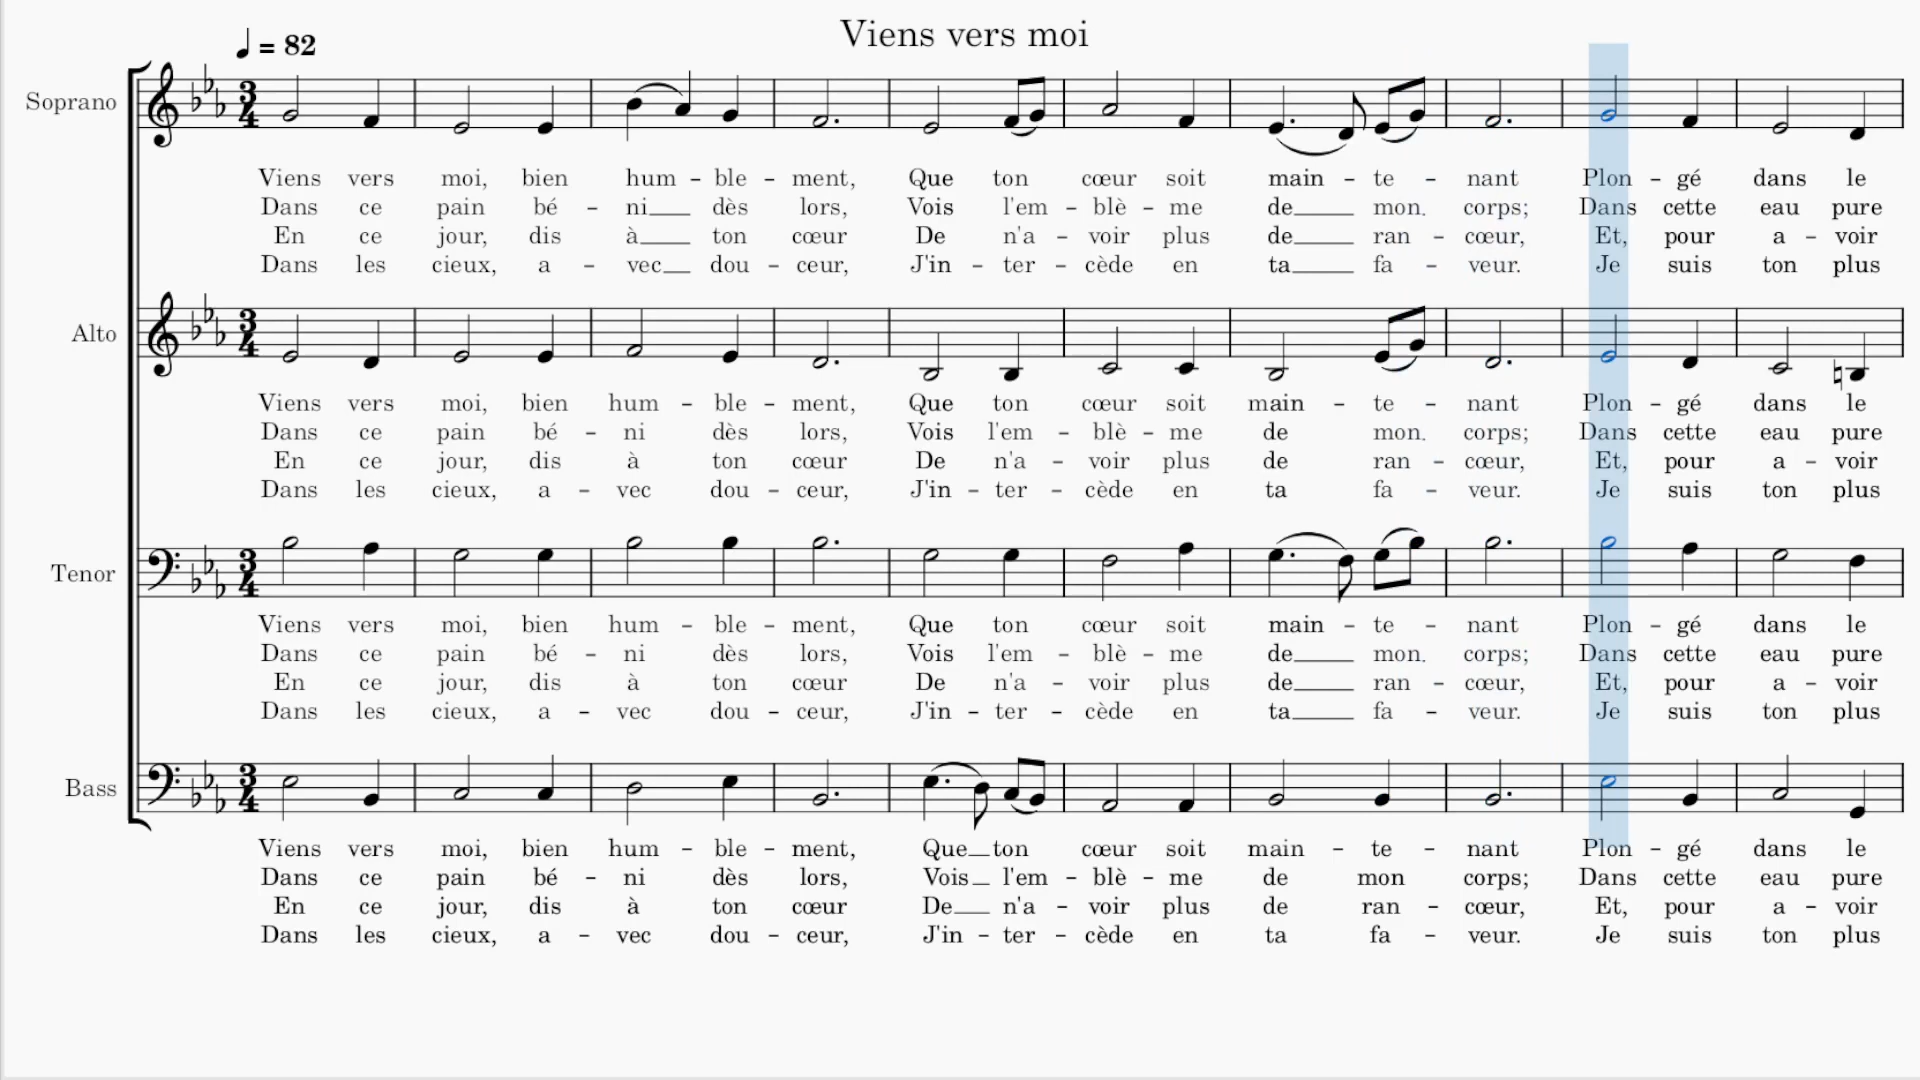 Viens vers moi
♩ = 82
Soprano
3 4
Viens vers moi, bien hum - ble - ment, Que ton cœur soit main - te - nant Plon - gé dans le
Dans ce pain bé - ni dès lors, Vois l'em - blè - me de mon. corps; Dans cette eau pure
En ce jour, dis à ton cœur De n'a - voir plus de ran - cœur, Et, pour a - voir
Dans les cieux, a - vec dou - ceur, J'in - ter - cède en ta fa - veur. Je suis ton plus
Alto
3 4
Viens vers moi, bien hum - ble - ment, Que ton cœur soit main - te - nant Plon - gé dans le
Dans ce pain bé - ni dès lors, Vois l'em - blè - me de mon. corps; Dans cette eau pure
En ce jour, dis à ton cœur De n'a - voir plus de ran - cœur, Et, pour a - voir
Dans les cieux, a - vec dou - ceur, J'in - ter - cède en ta fa - veur. Je suis ton plus
Tenor
3 4
Viens vers moi, bien hum - ble - ment, Que ton cœur soit main - te - nant Plon - gé dans le
Dans ce pain bé - ni dès lors, Vois l'em - blè - me de mon. corps; Dans cette eau pure
En ce jour, dis à ton cœur De n'a - voir plus de ran - cœur, Et, pour a - voir
Dans les cieux, a - vec dou - ceur, J'in - ter - cède en ta fa - veur. Je suis ton plus
Bass
3 4
Viens vers moi, bien hum - ble - ment, Que ton cœur soit main - te - nant Plon - gé dans le
Dans ce pain bé - ni dès lors, Vois l'em - blè - me de mon corps; Dans cette eau pure
En ce jour, dis à ton cœur De n'a - voir plus de ran - cœur, Et, pour a - voir
Dans les cieux, a - vec dou - ceur, J'in - ter - cède en ta fa - veur. Je suis ton plus